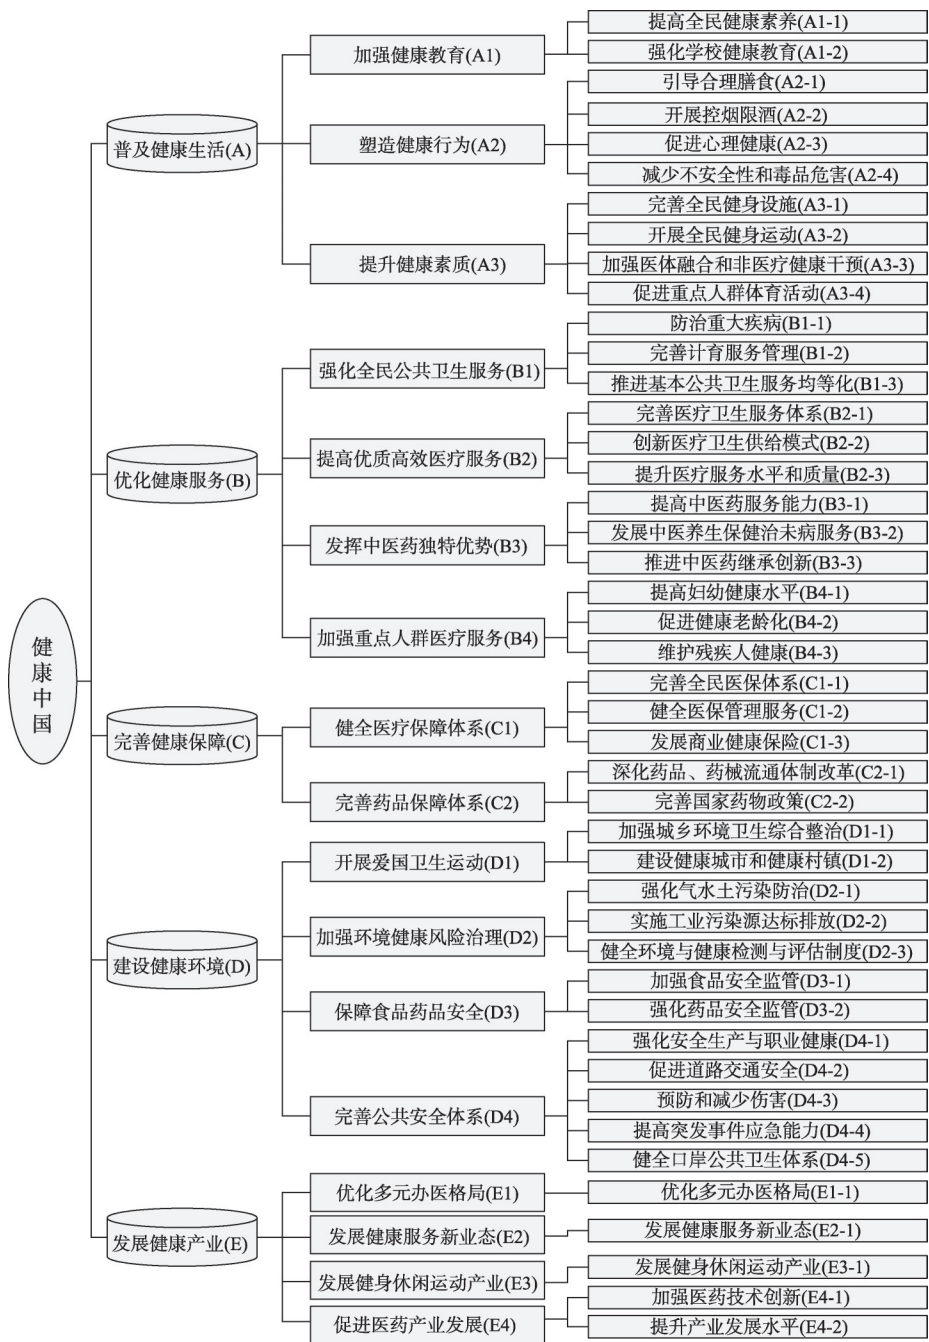 健康中国
普及健康生活(A)
加强健康教育(A1)
提高全民健康素养(A1-1)
强化学校健康教育(A1-2)
塑造健康行为(A2)
引导合理膳食(A2-1)
开展控烟限酒(A2-2)
促进心理健康(A2-3)
减少不安全性和毒品危害(A2-4)
提升健康素质(A3)
完善全民健身设施(A3-1)
开展全民健身运动(A3-2)
加强医体融合和非医疗健康干预(A3-3)
促进重点人群体育活动(A3-4)
优化健康服务(B)
强化全民公共卫生服务(B1)
防治重大疾病(B1-1)
完善计育服务管理(B1-2)
推进基本公共卫生服务均等化(B1-3)
提高优质高效医疗服务(B2)
完善医疗卫生服务体系(B2-1)
创新医疗卫生供给模式(B2-2)
提升医疗服务水平和质量(B2-3)
发挥中医药独特优势(B3)
提高中医药服务能力(B3-1)
发展中医养生保健治未病服务(B3-2)
推进中医药继承创新(B3-3)
加强重点人群医疗服务(B4)
提高妇幼健康水平(B4-1)
促进健康老龄化(B4-2)
维护残疾人健康(B4-3)
完善健康保障(C)
健全医疗保障体系(C1)
完善全民医保体系(C1-1)
健全医保管理服务(C1-2)
发展商业健康保险(C1-3)
完善药品保障体系(C2)
深化药品、药械流通体制改革(C2-1)
完善国家药物政策(C2-2)
建设健康环境(D)
开展爱国卫生运动(D1)
加强城乡环境卫生综合整治(D1-1)
建设健康城市和健康村镇(D1-2)
加强环境健康风险治理(D2)
强化气水土污染防治(D2-1)
实施工业污染源达标排放(D2-2)
健全环境与健康检测与评估制度(D2-3)
保障食品药品安全(D3)
加强食品安全监管(D3-1)
强化药品安全监管(D3-2)
完善公共安全体系(D4)
强化安全生产与职业健康(D4-1)
促进道路交通安全(D4-2)
预防和减少伤害(D4-3)
提高突发事件应急能力(D4-4)
健全口岸公共卫生体系(D4-5)
发展健康产业(E)
优化多元办医格局(E1)
优化多元办医格局(E1-1)
发展健康服务新业态(E2)
发展健康服务新业态(E2-1)
发展健身休闲运动产业(E3)
发展健身休闲运动产业(E3-1)
促进医药产业发展(E4)
加强医药技术创新(E4-1)
提升产业发展水平(E4-2)